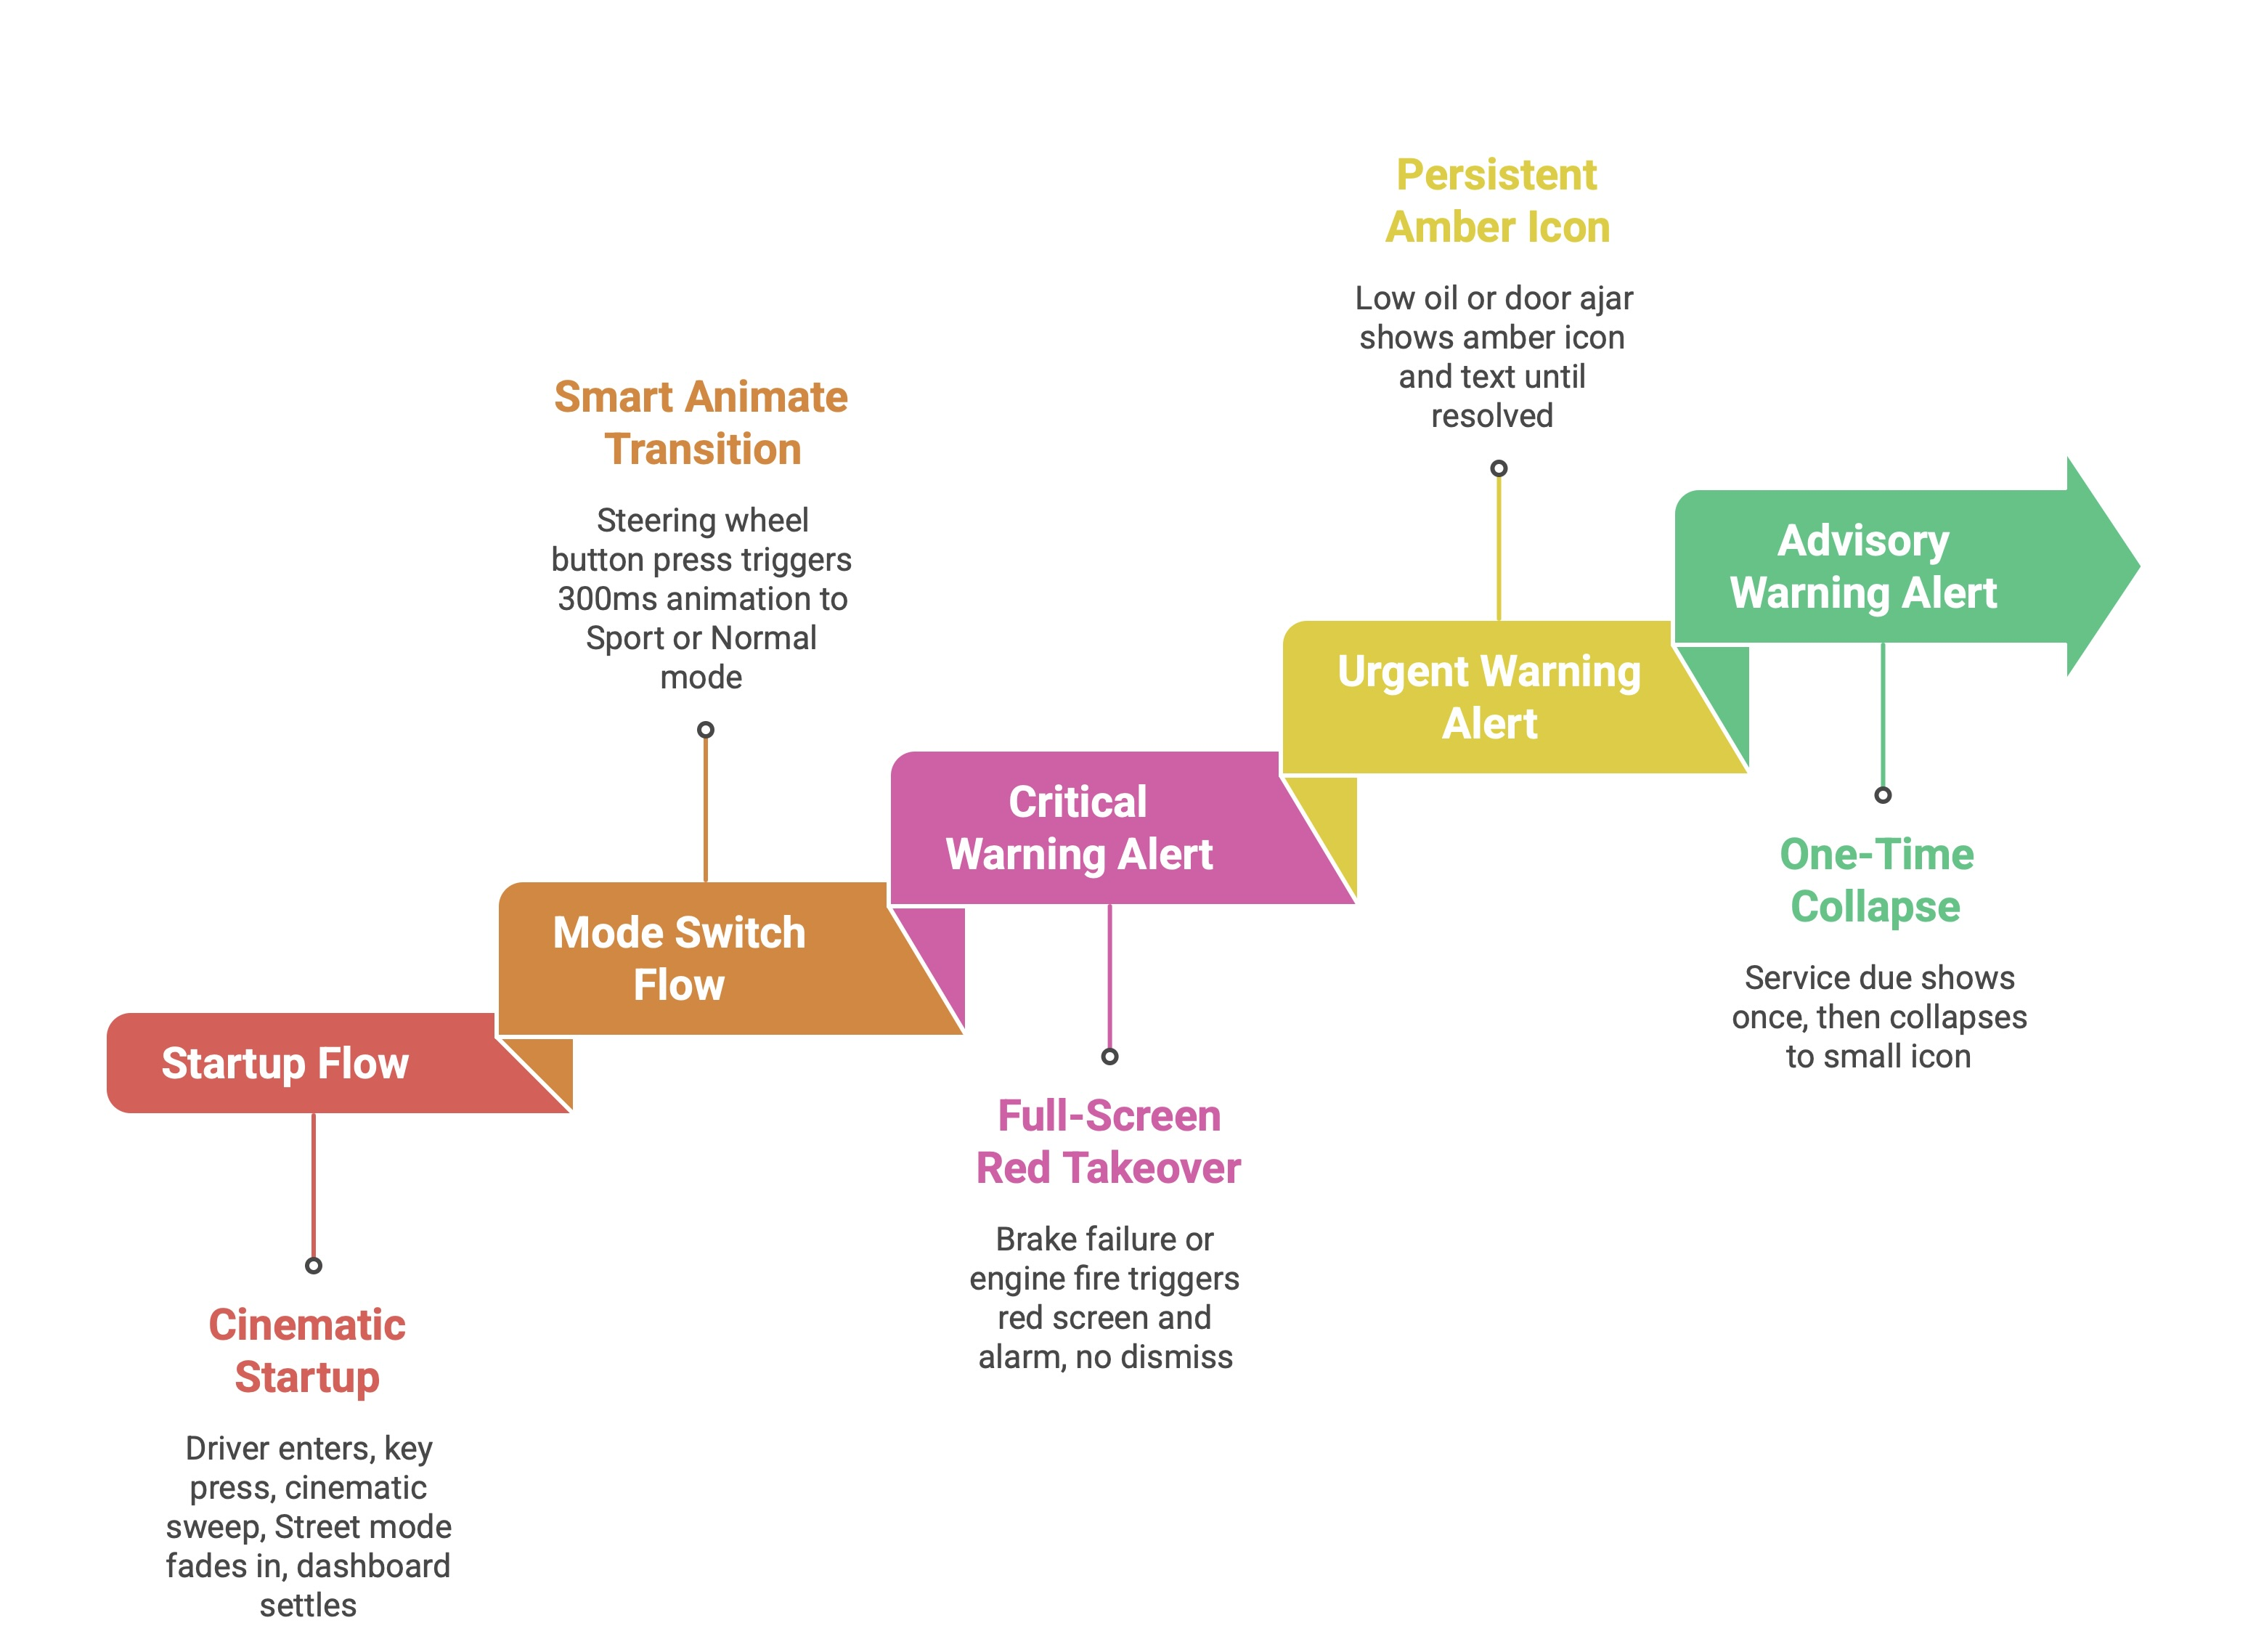 Startup Flow
Cinematic
Startup
Driver enters, key
press, cinematic
sweep, Street mode
fades in, dashboard
settles
Smart Animate
Transition
Steering wheel
button press triggers
300ms animation to
Sport or Normal
mode
Mode Switch
Flow
Critical
Warning Alert
Full-Screen
Red Takeover
Brake failure or
engine fire triggers
red screen and
alarm, no dismiss
Persistent
Amber Icon
Low oil or door ajar
shows amber icon
and text until
resolved
Urgent Warning
Alert
Advisory
Warning Alert
One-Time
Collapse
Service due shows
once, then collapses
to small icon